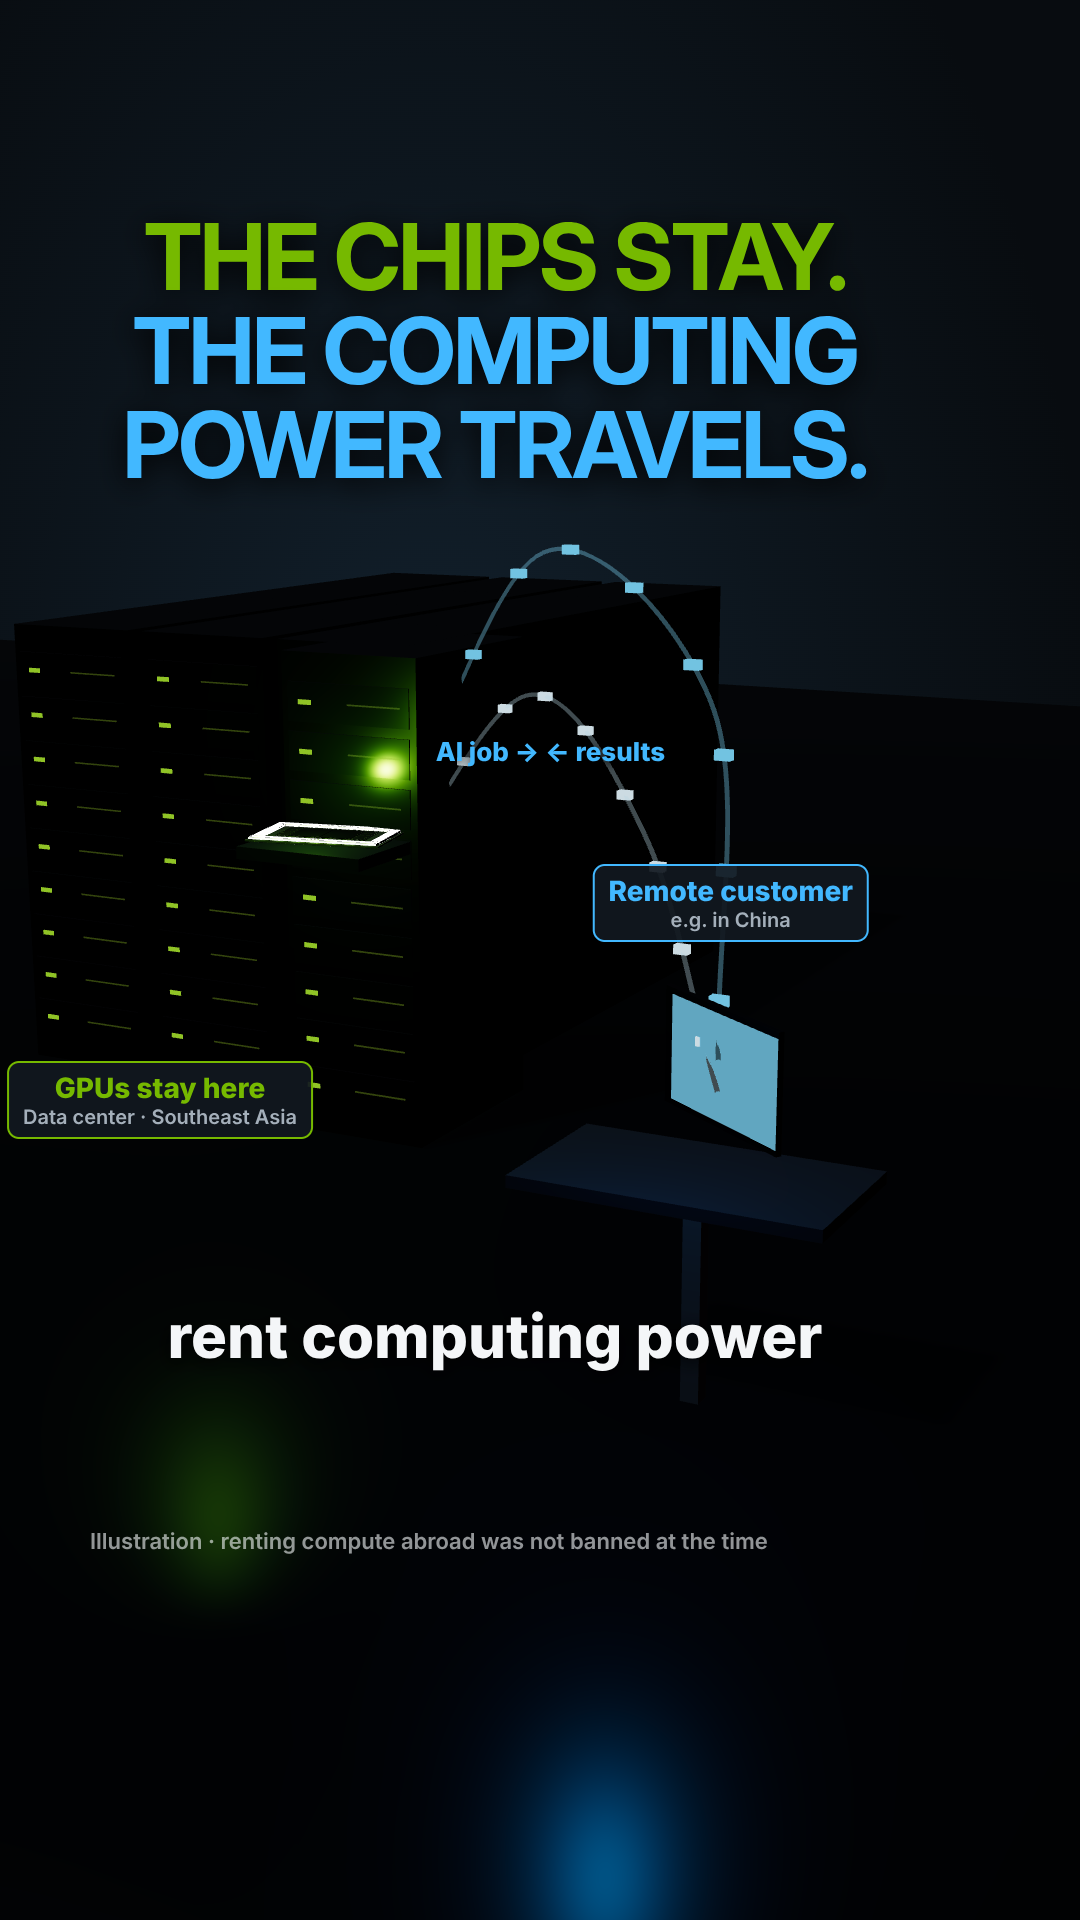 THE CHIPS STAY.
THE COMPUTING
POWER TRAVELS.
AI job → ← results
Remote customer
e.g. in China
GPUs stay here
Data center · Southeast Asia
rent computing power
Illustration · renting compute abroad was not banned at the time